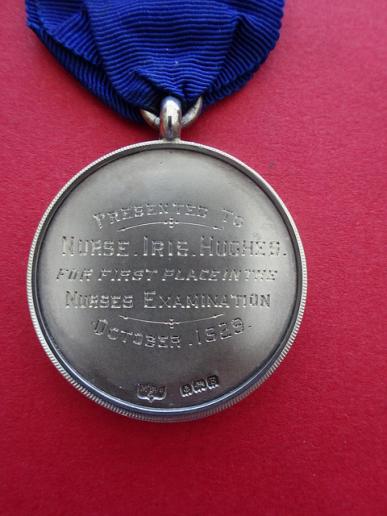 PRESENTED TO
NURSE. IRIS. HUGHES.
FOR FIRST PLACE IN THE
NURSES EXAMINATION
OCTOBER. 1929.